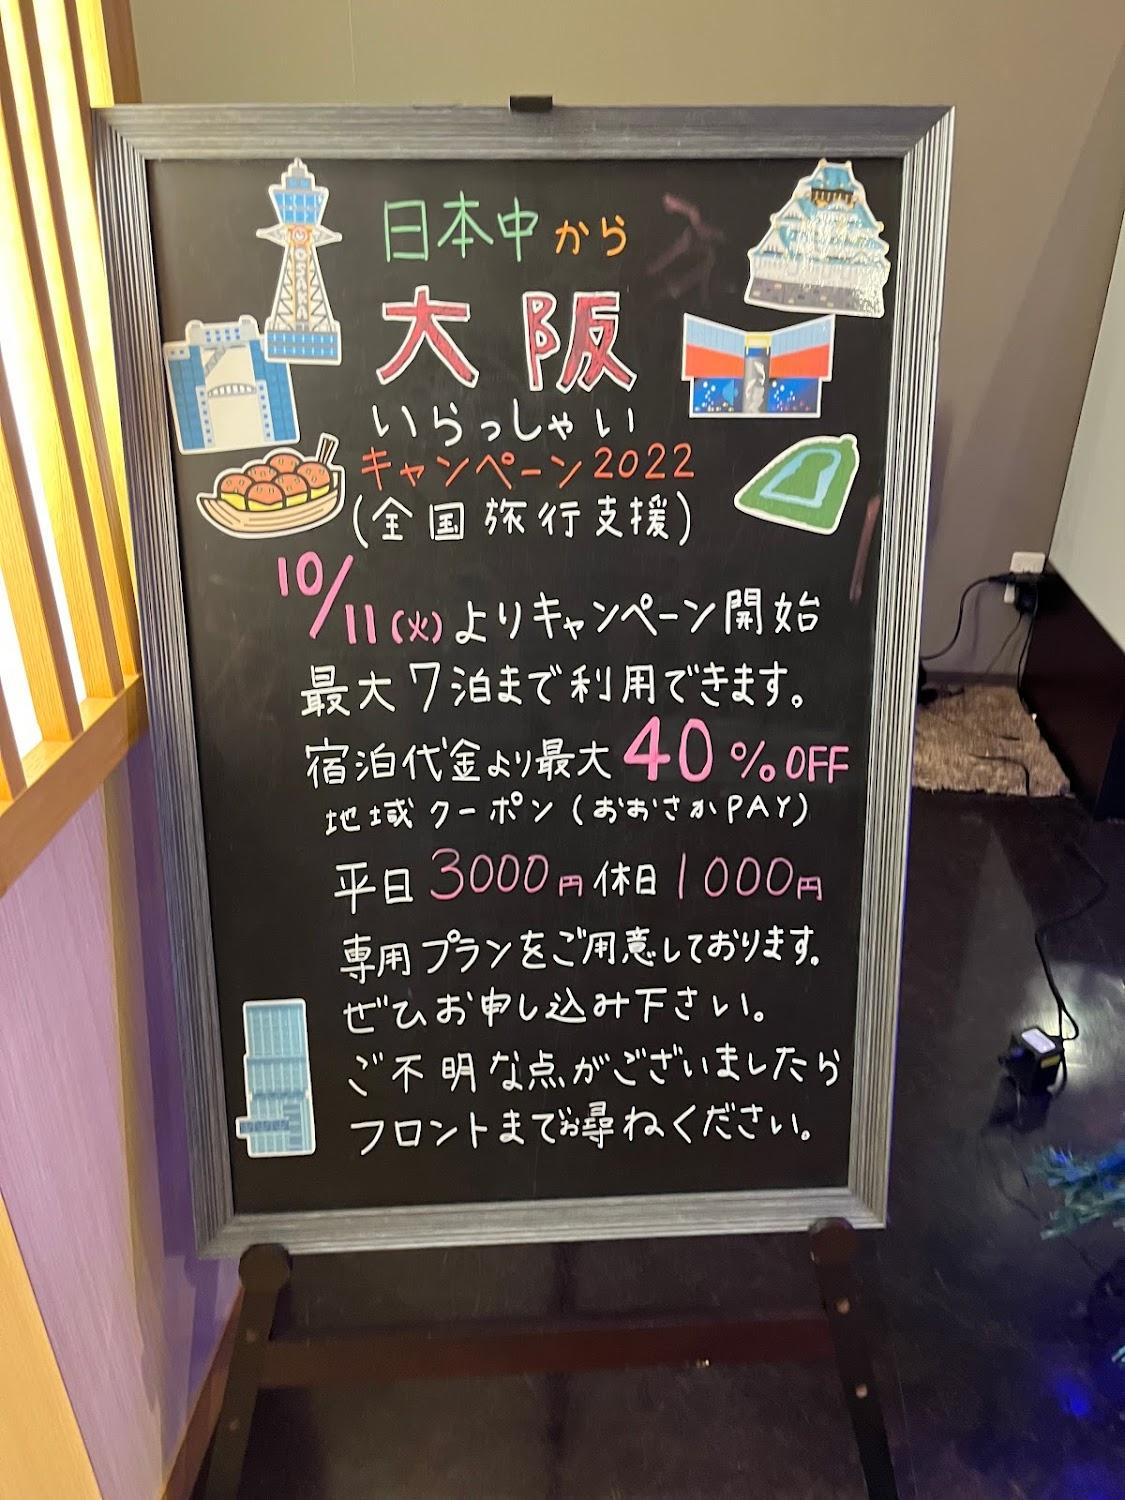 日本中から
大阪
いらっしゃい
キャンペーン2022
(全国旅行支援)
10/11(火)よりキャンペーン開始
最大7泊まで利用できます。
宿泊代金より最大40%OFF
地域クーポン(おおさかPAY)
平日3000円休日1000円
専用プランをご用意しております。
ぜひお申し込み下さい。
ご不明な点がございましたら
フロントまでお尋ねください。
OSAKA